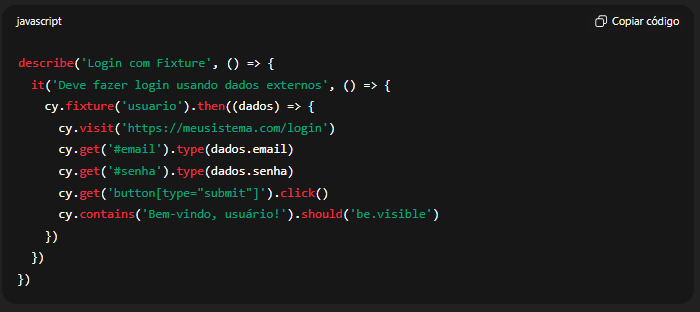 javascript
Copiar código
describe('Login com Fixture', () => {
  it('Deve fazer login usando dados externos', () => {
    cy.fixture('usuario').then((dados) => {
      cy.visit('https://meusistema.com/login')
      cy.get('#email').type(dados.email)
      cy.get('#senha').type(dados.senha)
      cy.get('button[type="submit"]').click()
      cy.contains('Bem-vindo, usuário!').should('be.visible')
    })
  })
})